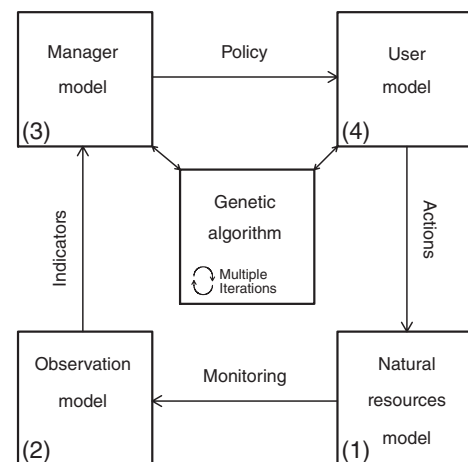 Manager
model
(3)
Policy
User
model
(4)
Genetic
algorithm
Multiple
Iterations
Indicators
Actions
Observation
model
(2)
Monitoring
Natural
resources
model
(1)